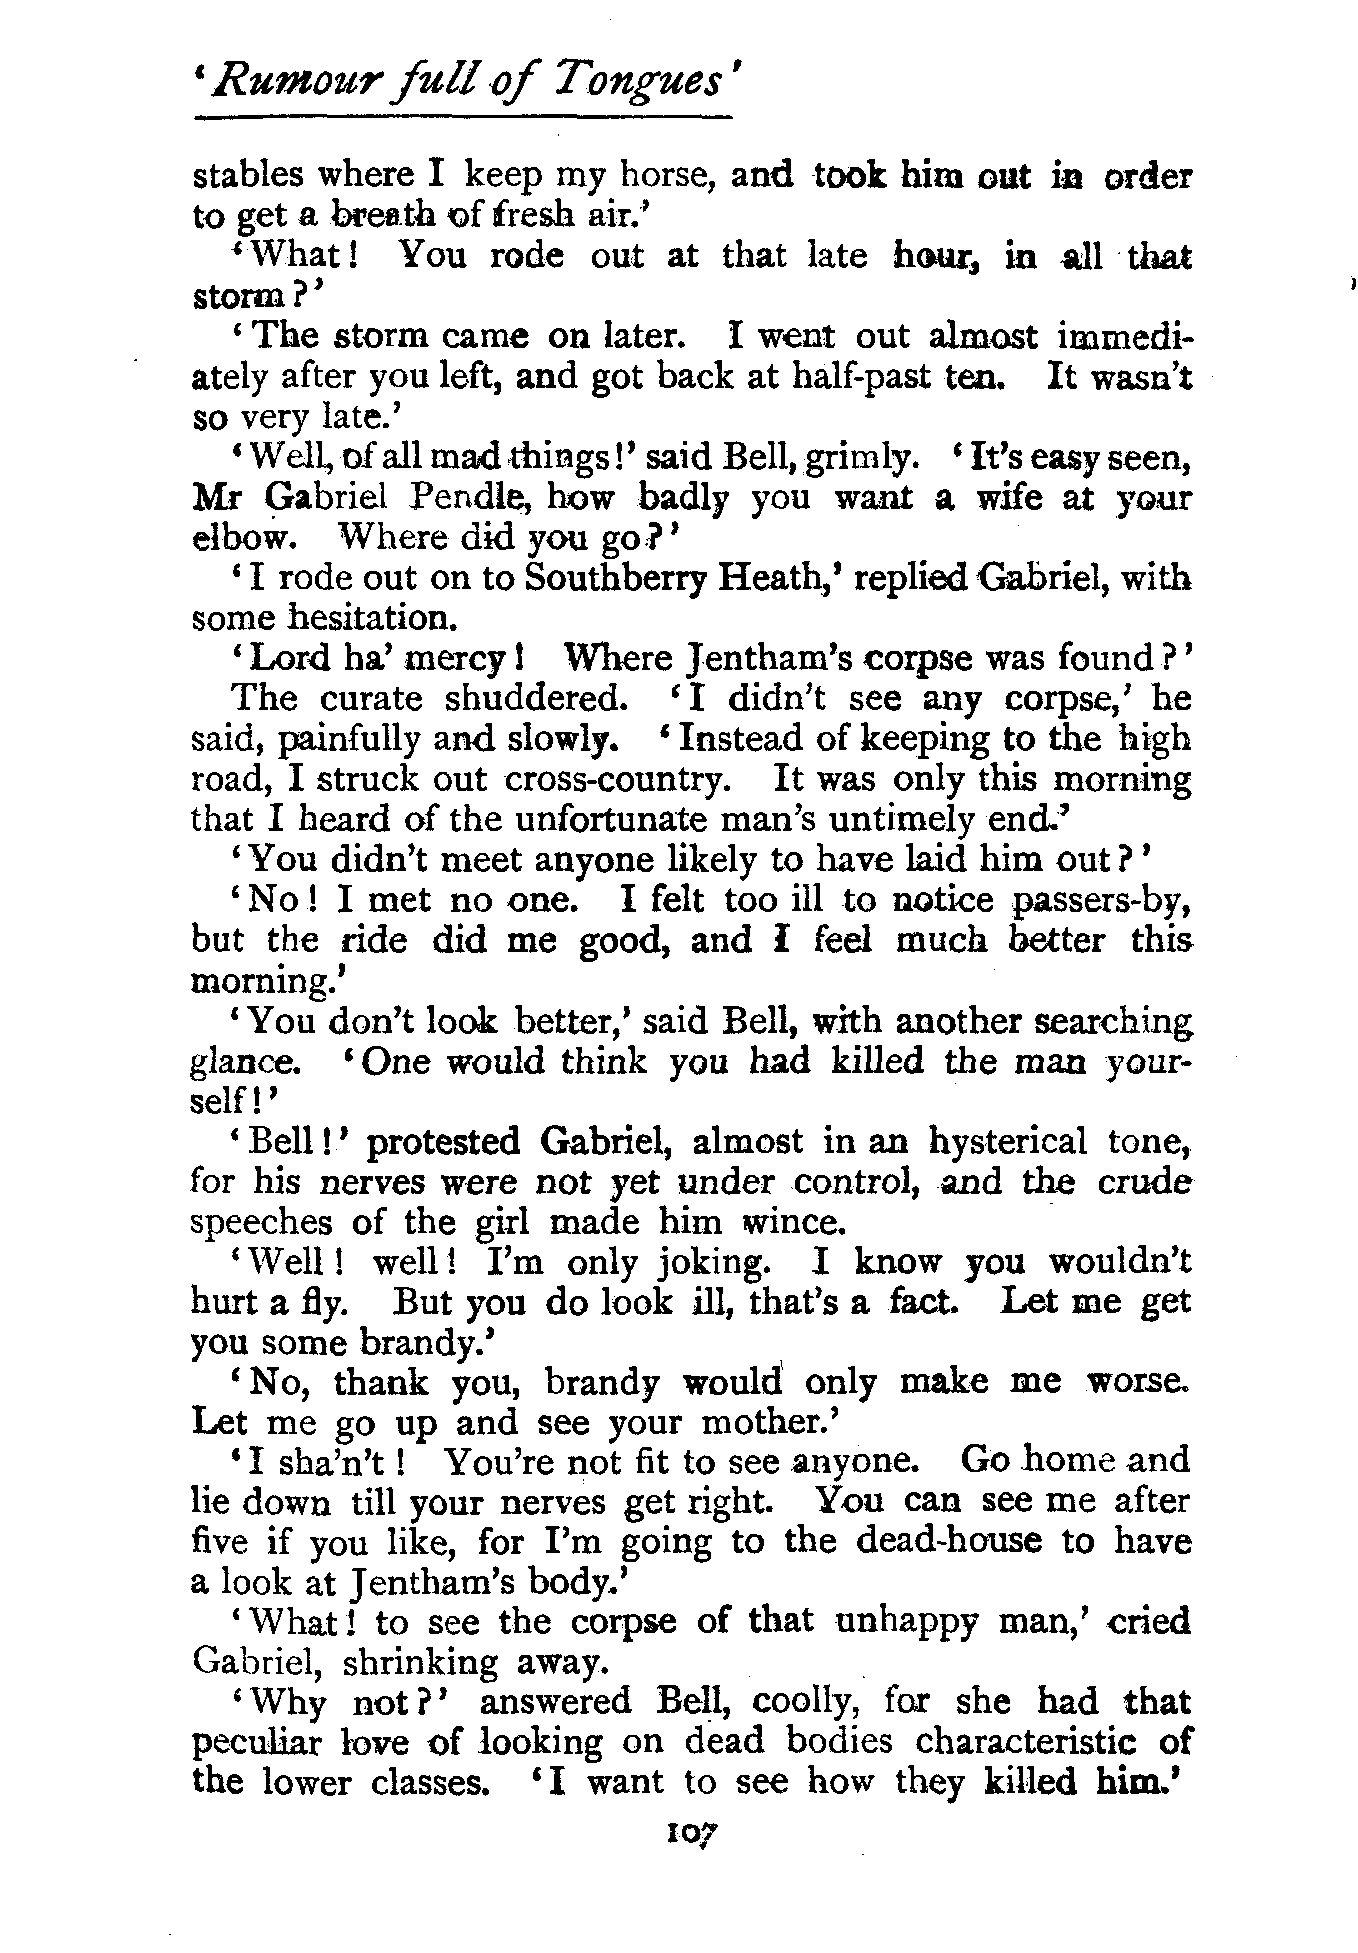 ‘Rumour full of Tongues’
stables where I keep my horse, and took him out in order
to get a breath of fresh air.’
‘What! You rode out at that late hour, in all that
storm?’
‘The storm came on later. I went out almost immedi-
ately after you left, and got back at half-past ten. It wasn’t
so very late.’
‘Well, of all mad things!’ said Bell, grimly. ‘It’s easy seen,
Mr Gabriel Pendle, how badly you want a wife at your
elbow. Where did you go?’
‘I rode out on to Southberry Heath,’ replied Gabriel, with
some hesitation.
‘Lord ha’ mercy! Where Jentham’s corpse was found?’
The curate shuddered. ‘I didn’t see any corpse,’ he
said, painfully and slowly. ‘Instead of keeping to the high
road, I struck out cross-country. It was only this morning
that I heard of the unfortunate man’s untimely end.’
‘You didn’t meet anyone likely to have laid him out?’
‘No! I met no one. I felt too ill to notice passers-by,
but the ride did me good, and I feel much better this
morning.’
‘You don’t look better,’ said Bell, with another searching
glance. ‘One would think you had killed the man your-
self!’
‘Bell!’ protested Gabriel, almost in an hysterical tone,
for his nerves were not yet under control, and the crude
speeches of the girl made him wince.
‘Well! well! I’m only joking. I know you wouldn’t
hurt a fly. But you do look ill, that’s a fact. Let me get
you some brandy.’
‘No, thank you, brandy would only make me worse.
Let me go up and see your mother.’
‘I sha’n’t! You’re not fit to see anyone. Go home and
lie down till your nerves get right. You can see me after
five if you like, for I’m going to the dead-house to have
a look at Jentham’s body.’
‘What! to see the corpse of that unhappy man,’ cried
Gabriel, shrinking away.
‘Why not?’ answered Bell, coolly, for she had that
peculiar love of looking on dead bodies characteristic of
the lower classes. ‘I want to see how they killed him.’
107